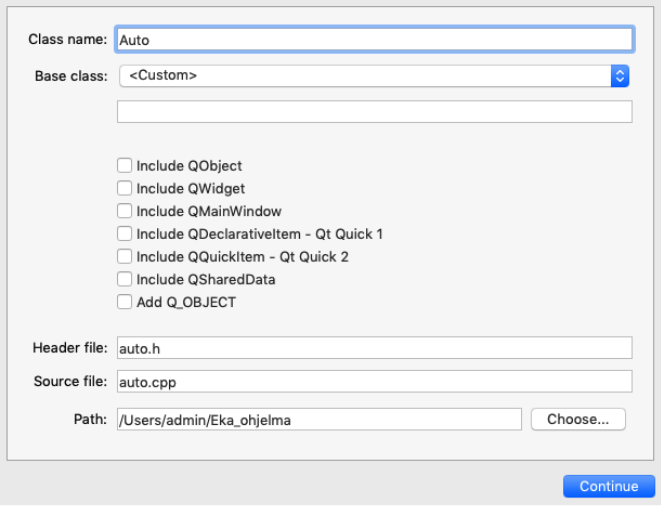 Class name: Auto
Base class: <Custom>
Include QObject
Include QWidget
Include QMainWindow
Include QDeclarativeItem - Qt Quick 1
Include QQuickItem - Qt Quick 2
Include QSharedData
Add Q_OBJECT
Header file: auto.h
Source file: auto.cpp
Path: /Users/admin/Eka_ohjelma Choose...
Continue